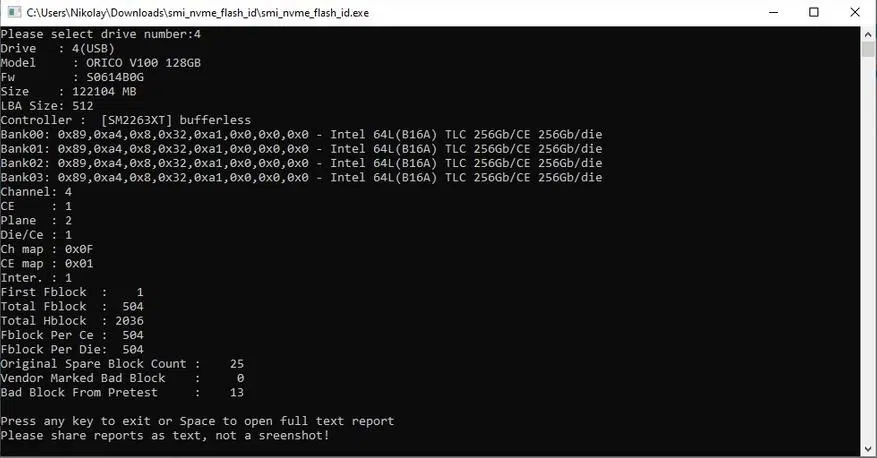 C:\Users\Nikolay\Downloads\smi_nvme_flash_id\smi_nvme_flash_id.exe
Please select drive number:4
Drive   : 4(USB)
Model     : ORICO V100 128GB
Fw        : S0614B0G
Size    : 122104 MB
LBA Size: 512
Controller :  [SM2263XT] bufferless
Bank00: 0x89,0xa4,0x8,0x32,0xa1,0x0,0x0,0x0 - Intel 64L(B16A) TLC 256Gb/CE 256Gb/die
Bank01: 0x89,0xa4,0x8,0x32,0xa1,0x0,0x0,0x0 - Intel 64L(B16A) TLC 256Gb/CE 256Gb/die
Bank02: 0x89,0xa4,0x8,0x32,0xa1,0x0,0x0,0x0 - Intel 64L(B16A) TLC 256Gb/CE 256Gb/die
Bank03: 0x89,0xa4,0x8,0x32,0xa1,0x0,0x0,0x0 - Intel 64L(B16A) TLC 256Gb/CE 256Gb/die
Channel: 4
CE     : 1
Plane  : 2
Die/Ce : 1
Ch map : 0x0F
CE map : 0x01
Inter. : 1
First Fblock  :    1
Total Fblock  :  504
Total Hblock  : 2036
Fblock Per Ce :  504
Fblock Per Die:  504
Original Spare Block Count :    25
Vendor Marked Bad Block    :     0
Bad Block From Pretest     :    13
Press any key to exit or Space to open full text report
Please share reports as text, not a sreenshot!